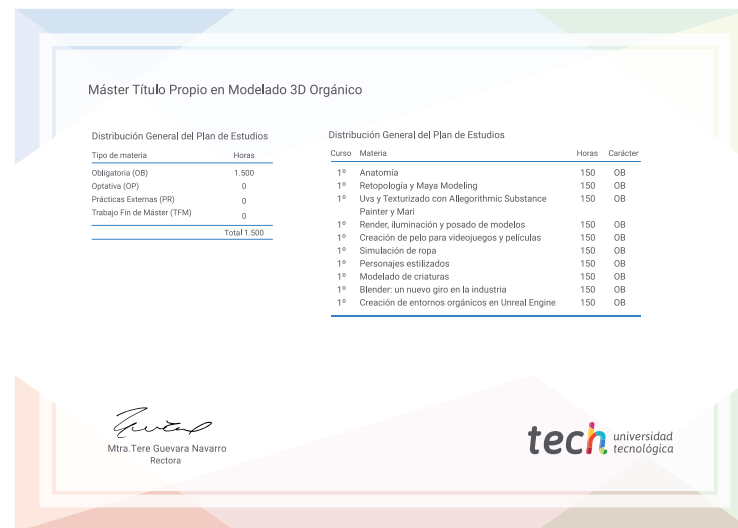 Máster Título Propio en Modelado 3D Orgánico
Distribución General del Plan de Estudios
Tipo de materia Horas
Obligatoria (OB) 1.500
Optativa (OP) 0
Prácticas Externas (PR) 0
Trabajo Fin de Máster (TFM) 0
Total 1.500
Distribución General del Plan de Estudios
Curso Materia Horas Carácter
1º Anatomía 150 OB
1º Retopología y Maya Modeling 150 OB
1º Uvs y Texturizado con Allegorithmic Substance 150 OB
Painter y Mari
1º Render, iluminación y posado de modelos 150 OB
1º Creación de pelo para videojuegos y películas 150 OB
1º Simulación de ropa 150 OB
1º Personajes estilizados 150 OB
1º Modelado de criaturas 150 OB
1º Blender: un nuevo giro en la industria 150 OB
1º Creación de entornos orgánicos en Unreal Engine 150 OB
Mtra.Tere Guevara Navarro
Rectora
tech universidad
tecnológica